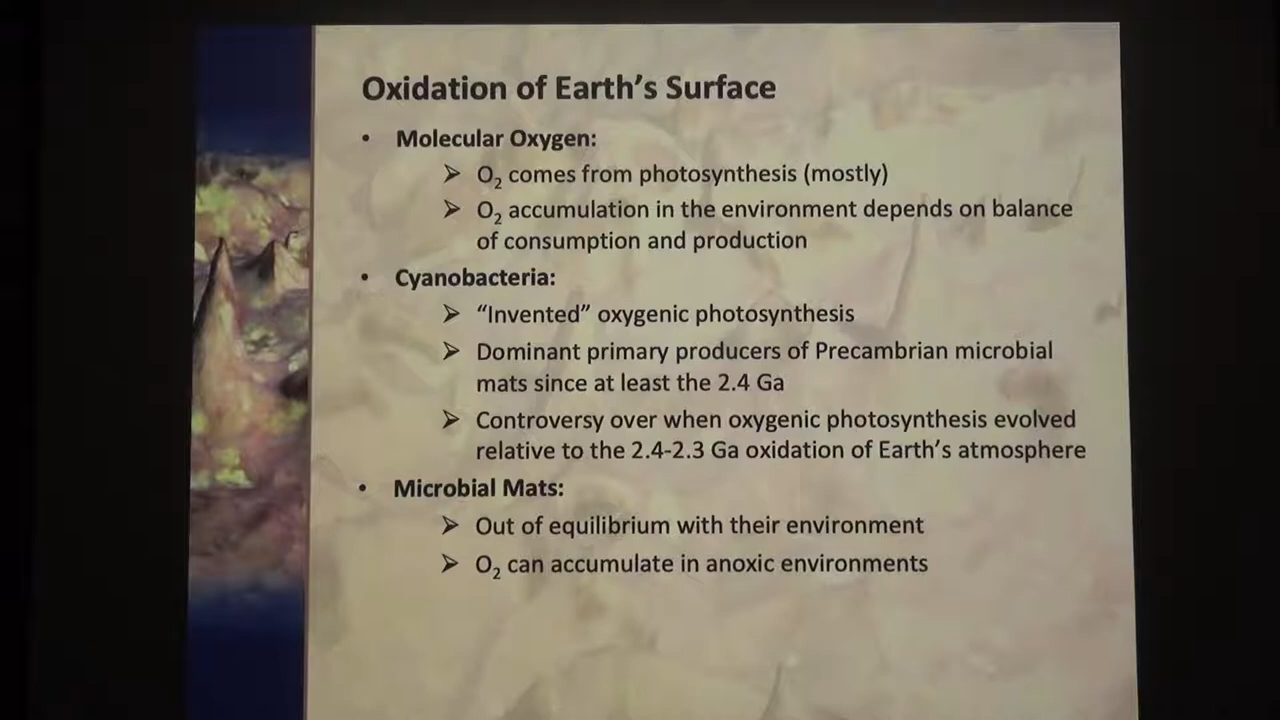 Oxidation of Earth's Surface
• Molecular Oxygen:
➢ O₂ comes from photosynthesis (mostly)
➢ O₂ accumulation in the environment depends on balance
of consumption and production
• Cyanobacteria:
➢ “Invented” oxygenic photosynthesis
➢ Dominant primary producers of Precambrian microbial
mats since at least the 2.4 Ga
➢ Controversy over when oxygenic photosynthesis evolved
relative to the 2.4-2.3 Ga oxidation of Earth's atmosphere
• Microbial Mats:
➢ Out of equilibrium with their environment
➢ O₂ can accumulate in anoxic environments